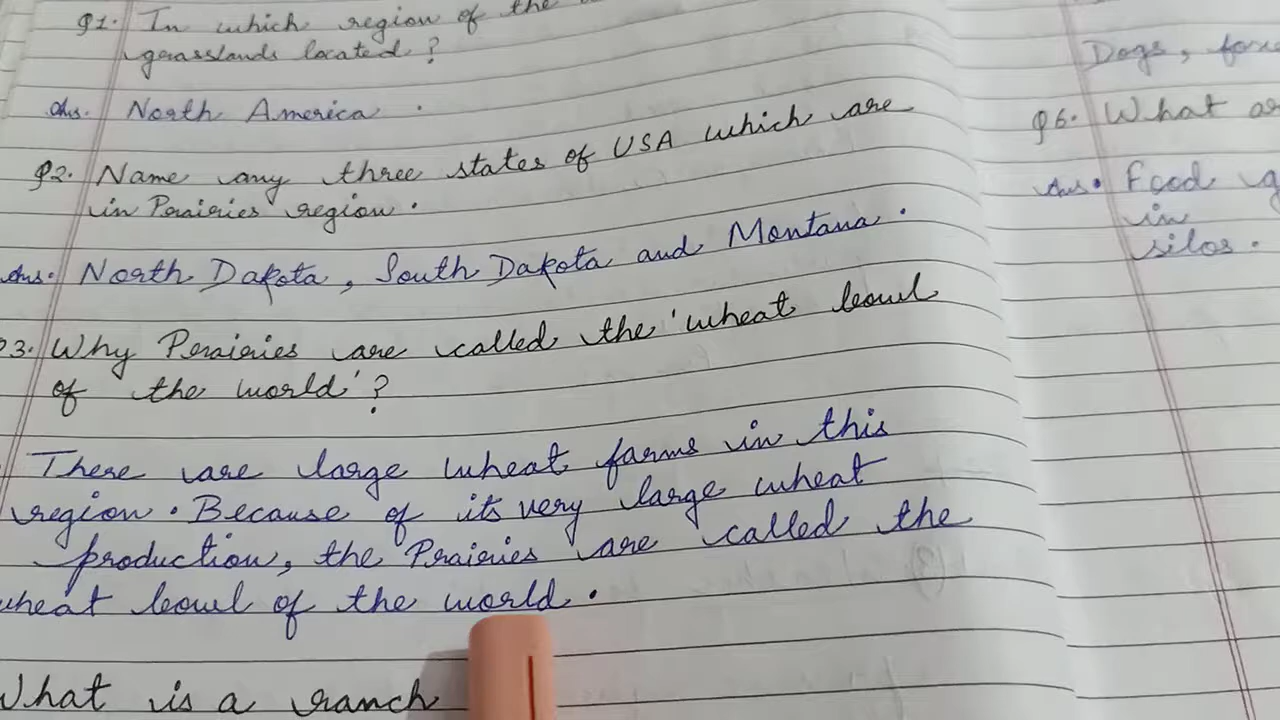 Q1. In which region of the
grasslands located?
Ans. North America.
Q2. Name any three states of USA which are
in Prairies region.
Ans. North Dakota, South Dakota and Montana.
3. Why Prairies are called the 'wheat bowl
of the world'?
There are large wheat farms in this
region. Because of its very large wheat
production, the Prairies are called the
wheat bowl of the world.
What is a ranch
Dogs,
Q6. What
Ans. Food
in
silos.